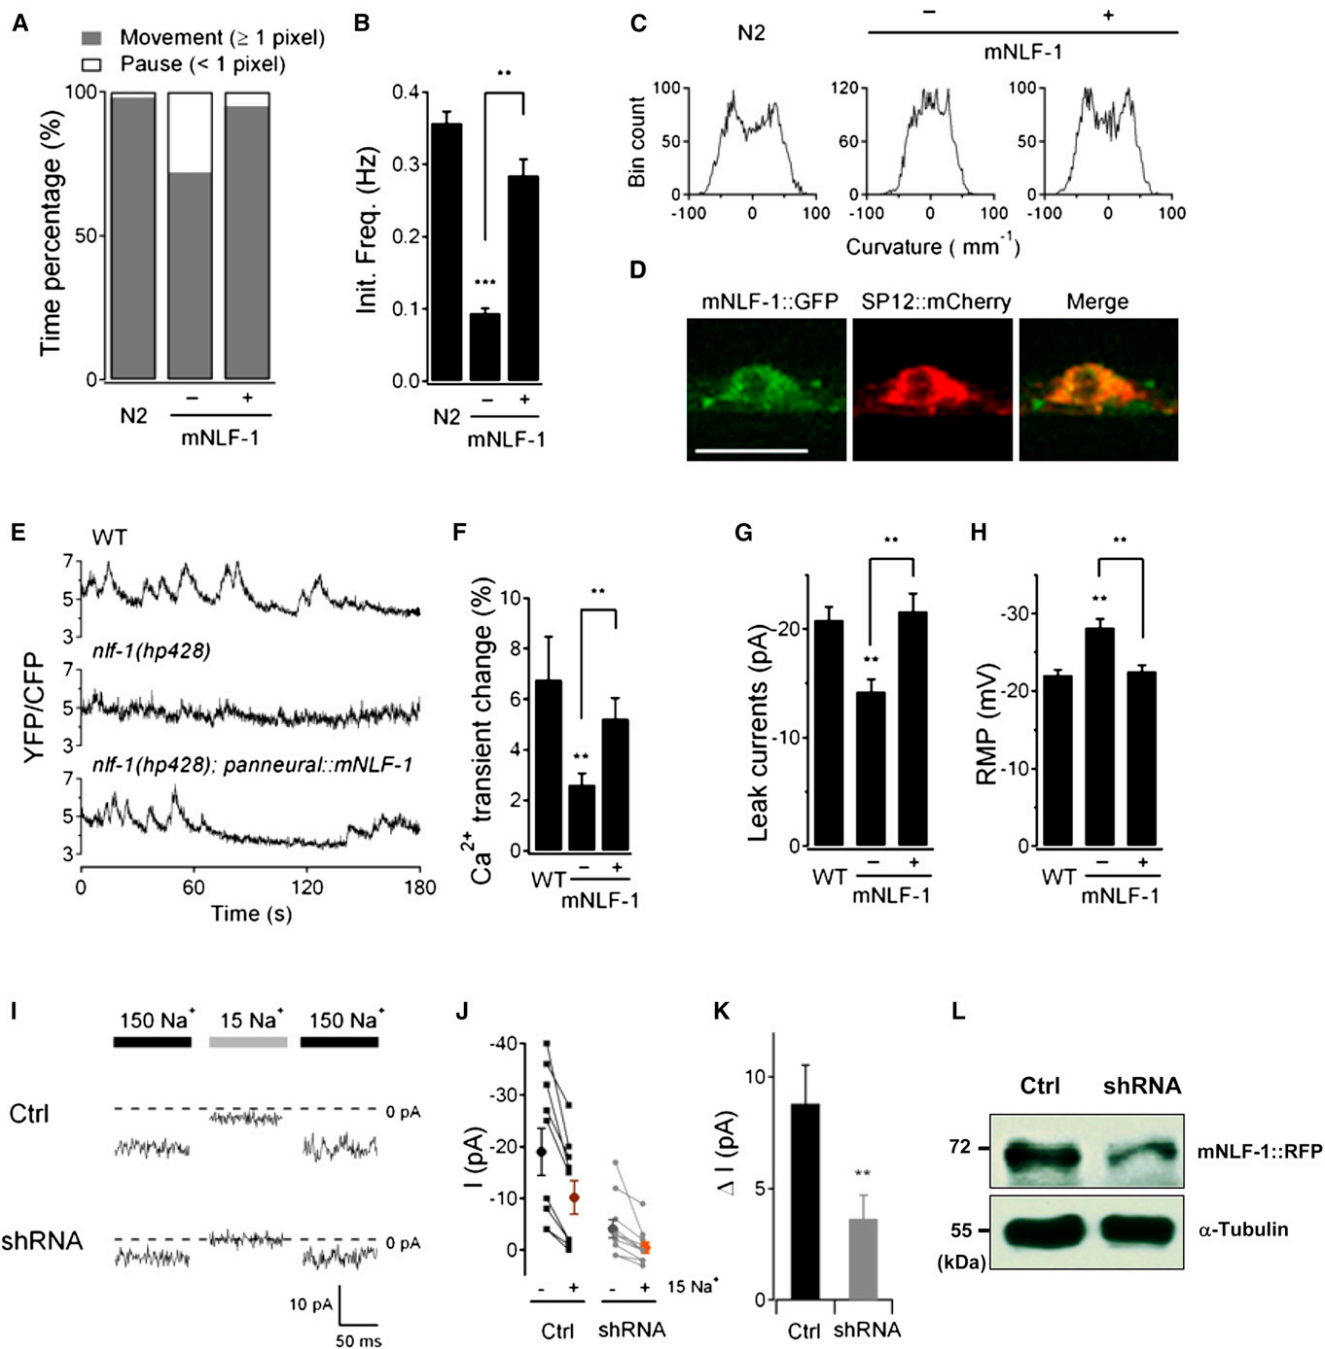 A
Movement (≥ 1 pixel)
Pause (< 1 pixel)
Time percentage (%)
100
50
0
N2
− +
mNLF-1
B
**
Init. Freq. (Hz)
0.4
0.3
0.2
0.1
0.0
***
N2
− +
mNLF-1
C
N2
− +
mNLF-1
Bin count
100
50
0
-100 0 100
120
60
0
-100 0 100
100
50
0
-100 0 100
Curvature ( mm-1)
D
mNLF-1::GFP SP12::mCherry Merge
E
WT
YFP/CFP
7
5
3
nlf-1(hp428)
7
5
3
nlf-1(hp428); panneural::mNLF-1
7
5
3
0 60 120 180
Time (s)
F
Ca2+ transient change (%)
10
8
6
4
2
0
**
**
WT
− +
mNLF-1
G
**
Leak currents (pA)
-20
-10
0
**
WT
− +
mNLF-1
H
**
RMP (mV)
-30
-20
-10
0
**
WT
− +
mNLF-1
I
150 Na+ 15 Na+ 150 Na+
Ctrl
0 pA
shRNA
0 pA
10 pA
50 ms
J
I (pA)
-40
-30
-20
-10
0
- + - + 15 Na+
Ctrl shRNA
K
Δ I (pA)
10
5
0
**
Ctrl shRNA
L
Ctrl shRNA
72
mNLF-1::RFP
55
α-Tubulin
(kDa)